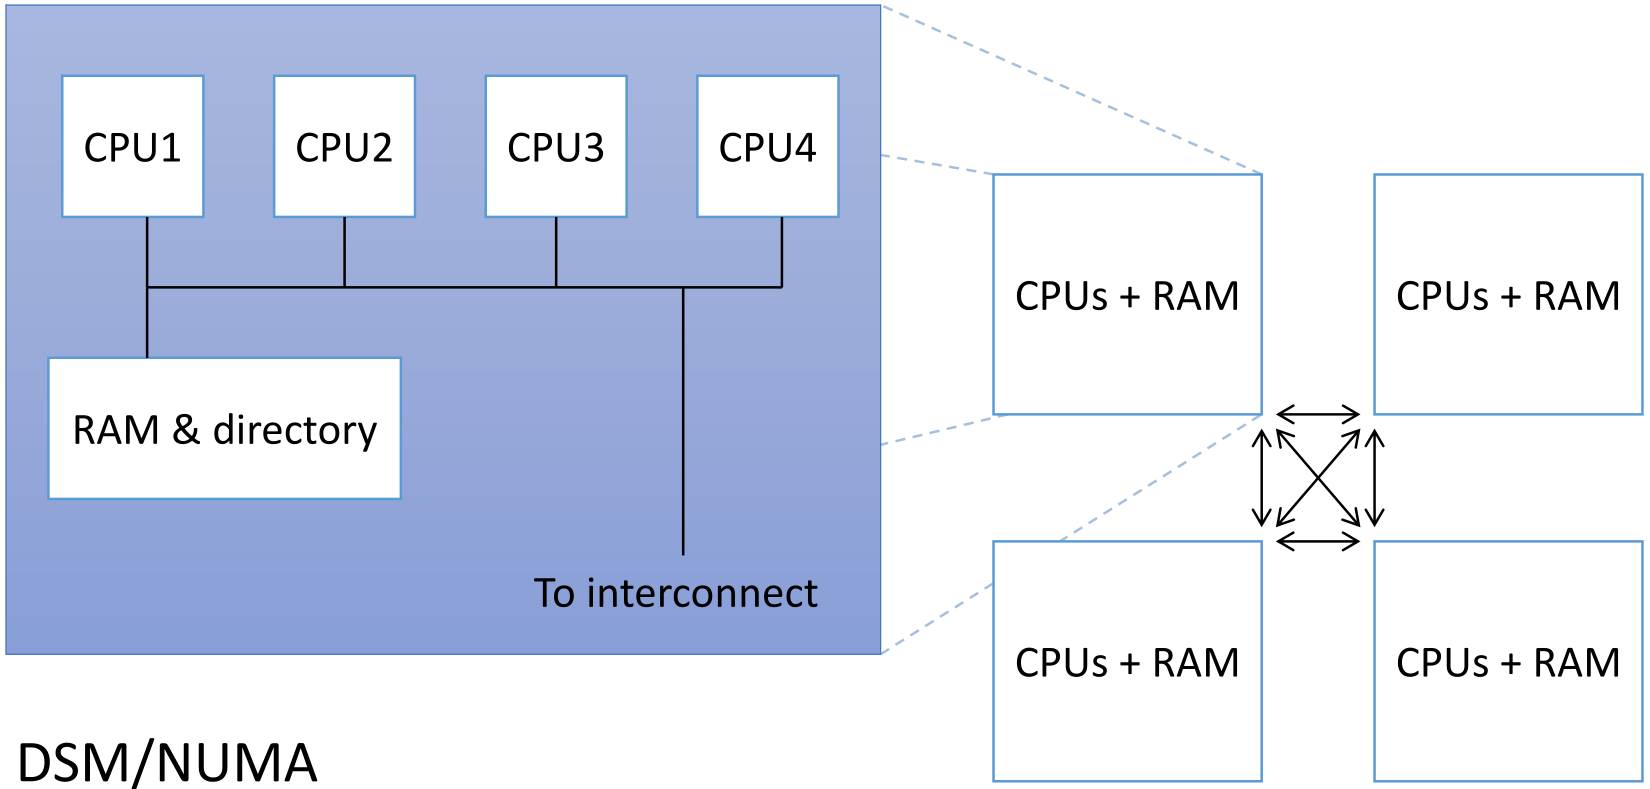 CPU1
CPU2
CPU3
CPU4
RAM & directory
To interconnect
CPUs + RAM
CPUs + RAM
CPUs + RAM
CPUs + RAM
DSM/NUMA